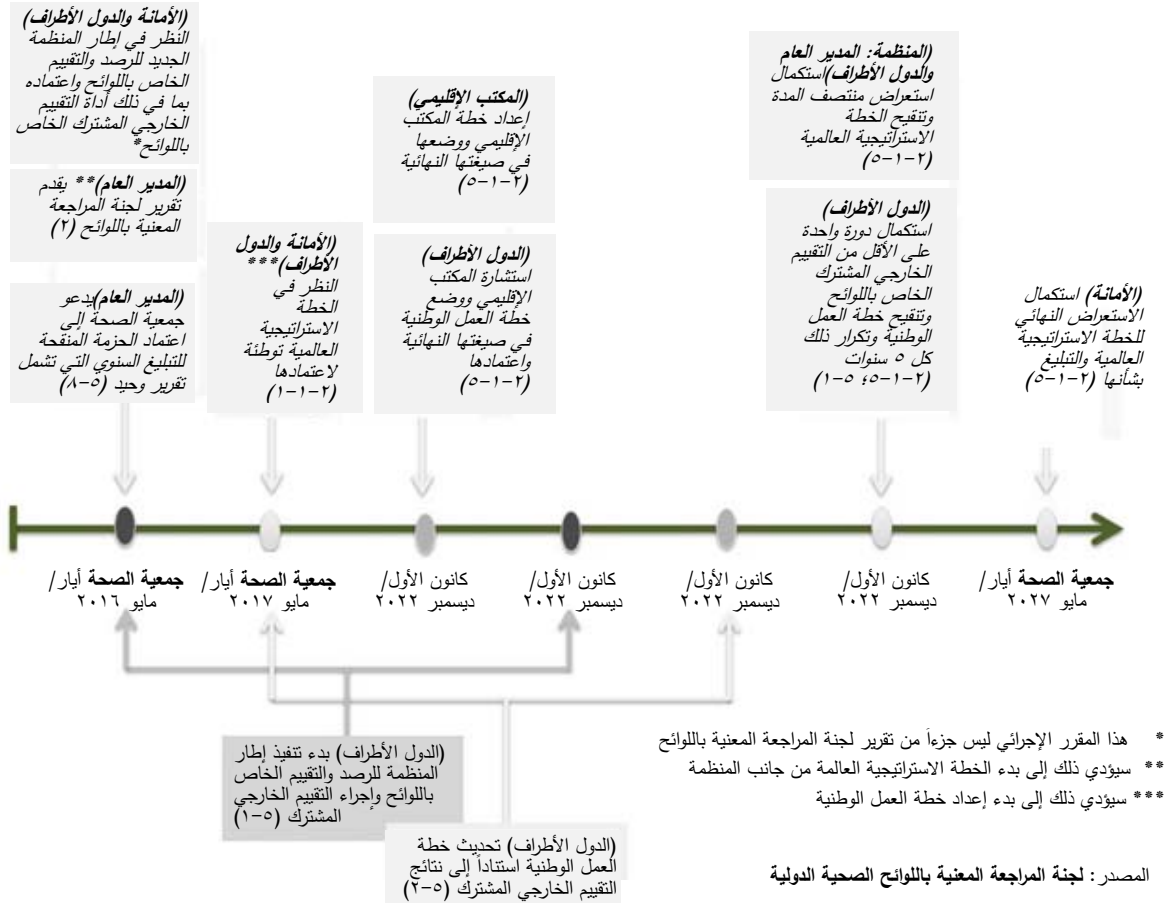 (الأمانة والدول الأطراف)
النظر في إطار المنظمة
الجديد للرصد والتقييم
الخاص باللوائح واعتماده
بما في ذلك أداة التقييم
الخارجي المشترك الخاص
باللوائح*
(المدير العام)** يقدم
تقرير لجنة المراجعة
المعنية باللوائح (٢)
(المدير العام)يدعو
جمعية الصحة إلى
اعتماد الحزمة المنقحة
للتبليغ السنوي التي تشمل
تقرير وحيد (٥-٨)
(الأمانة والدول
الأطراف)***
النظر في
الخطة
الاستراتيجية
العالمية توطئة
لاعتمادها
(٢-١-١)
(المكتب الإقليمي)
إعداد خطة المكتب
الإقليمي ووضعها
في صيغتها النهائية
(٢-١-٥)
(الدول الأطراف)
استشارة المكتب
الإقليمي ووضع
خطة العمل الوطنية
في صيغتها النهائية
واعتمادها
(٢-١-٥)
(المنظمة: المدير العام
والدول الأطراف)استكمال
استعراض منتصف المدة
وتنقيح الخطة
الاستراتيجية العالمية
(٢-١-٥)
(الدول الأطراف)
استكمال دورة واحدة
على الأقل من التقييم
الخارجي المشترك
الخاص باللوائح
وتنقيح خطة العمل
الوطنية وتكرار ذلك
كل ٥ سنوات
(٢-١-٥؛ ٥-١)
(الأمانة) استكمال
الاستعراض النهائي
للخطة الاستراتيجية
العالمية والتبليغ
بشأنها (٢-١-٥)
جمعية الصحة أيار/
مايو ٢٠١٦
جمعية الصحة أيار/
مايو ٢٠١٧
كانون الأول/
ديسمبر ٢٠٢٢
كانون الأول/
ديسمبر ٢٠٢٢
كانون الأول/
ديسمبر ٢٠٢٢
كانون الأول/
ديسمبر ٢٠٢٢
جمعية الصحة أيار/
مايو ٢٠٢٧
(الدول الأطراف) بدء تنفيذ إطار
المنظمة للرصد والتقييم الخاص
باللوائح وإجراء التقييم الخارجي
المشترك (٥-١)
(الدول الأطراف) تحديث خطة
العمل الوطنية استناداً إلى نتائج
التقييم الخارجي المشترك (٥-٢)
* هذا المقرر الإجرائي ليس جزءاً من تقرير لجنة المراجعة المعنية باللوائح
** سيؤدي ذلك إلى بدء الخطة الاستراتيجية العالمة من جانب المنظمة
*** سيؤدي ذلك إلى بدء إعداد خطة العمل الوطنية
المصدر: لجنة المراجعة المعنية باللوائح الصحية الدولية